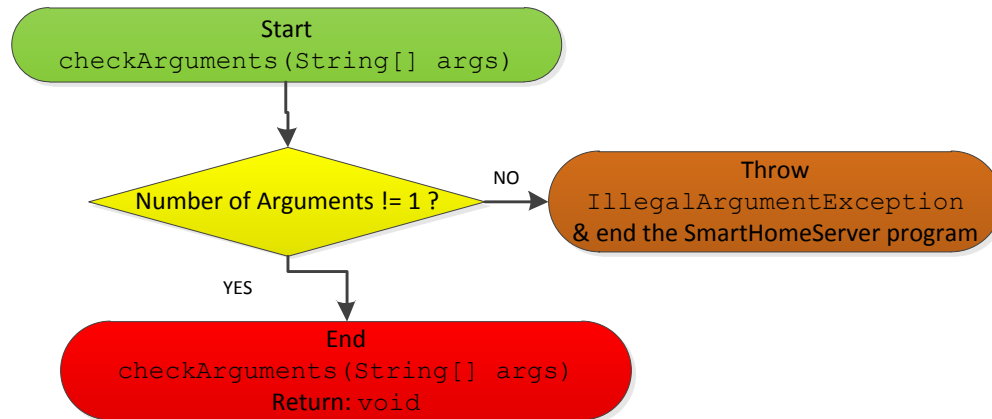 Start
checkArguments(String[] args)
Number of Arguments != 1 ?
NO
Throw
IllegalArgumentException
& end the SmartHomeServer program
YES
End
checkArguments(String[] args)
Return: void